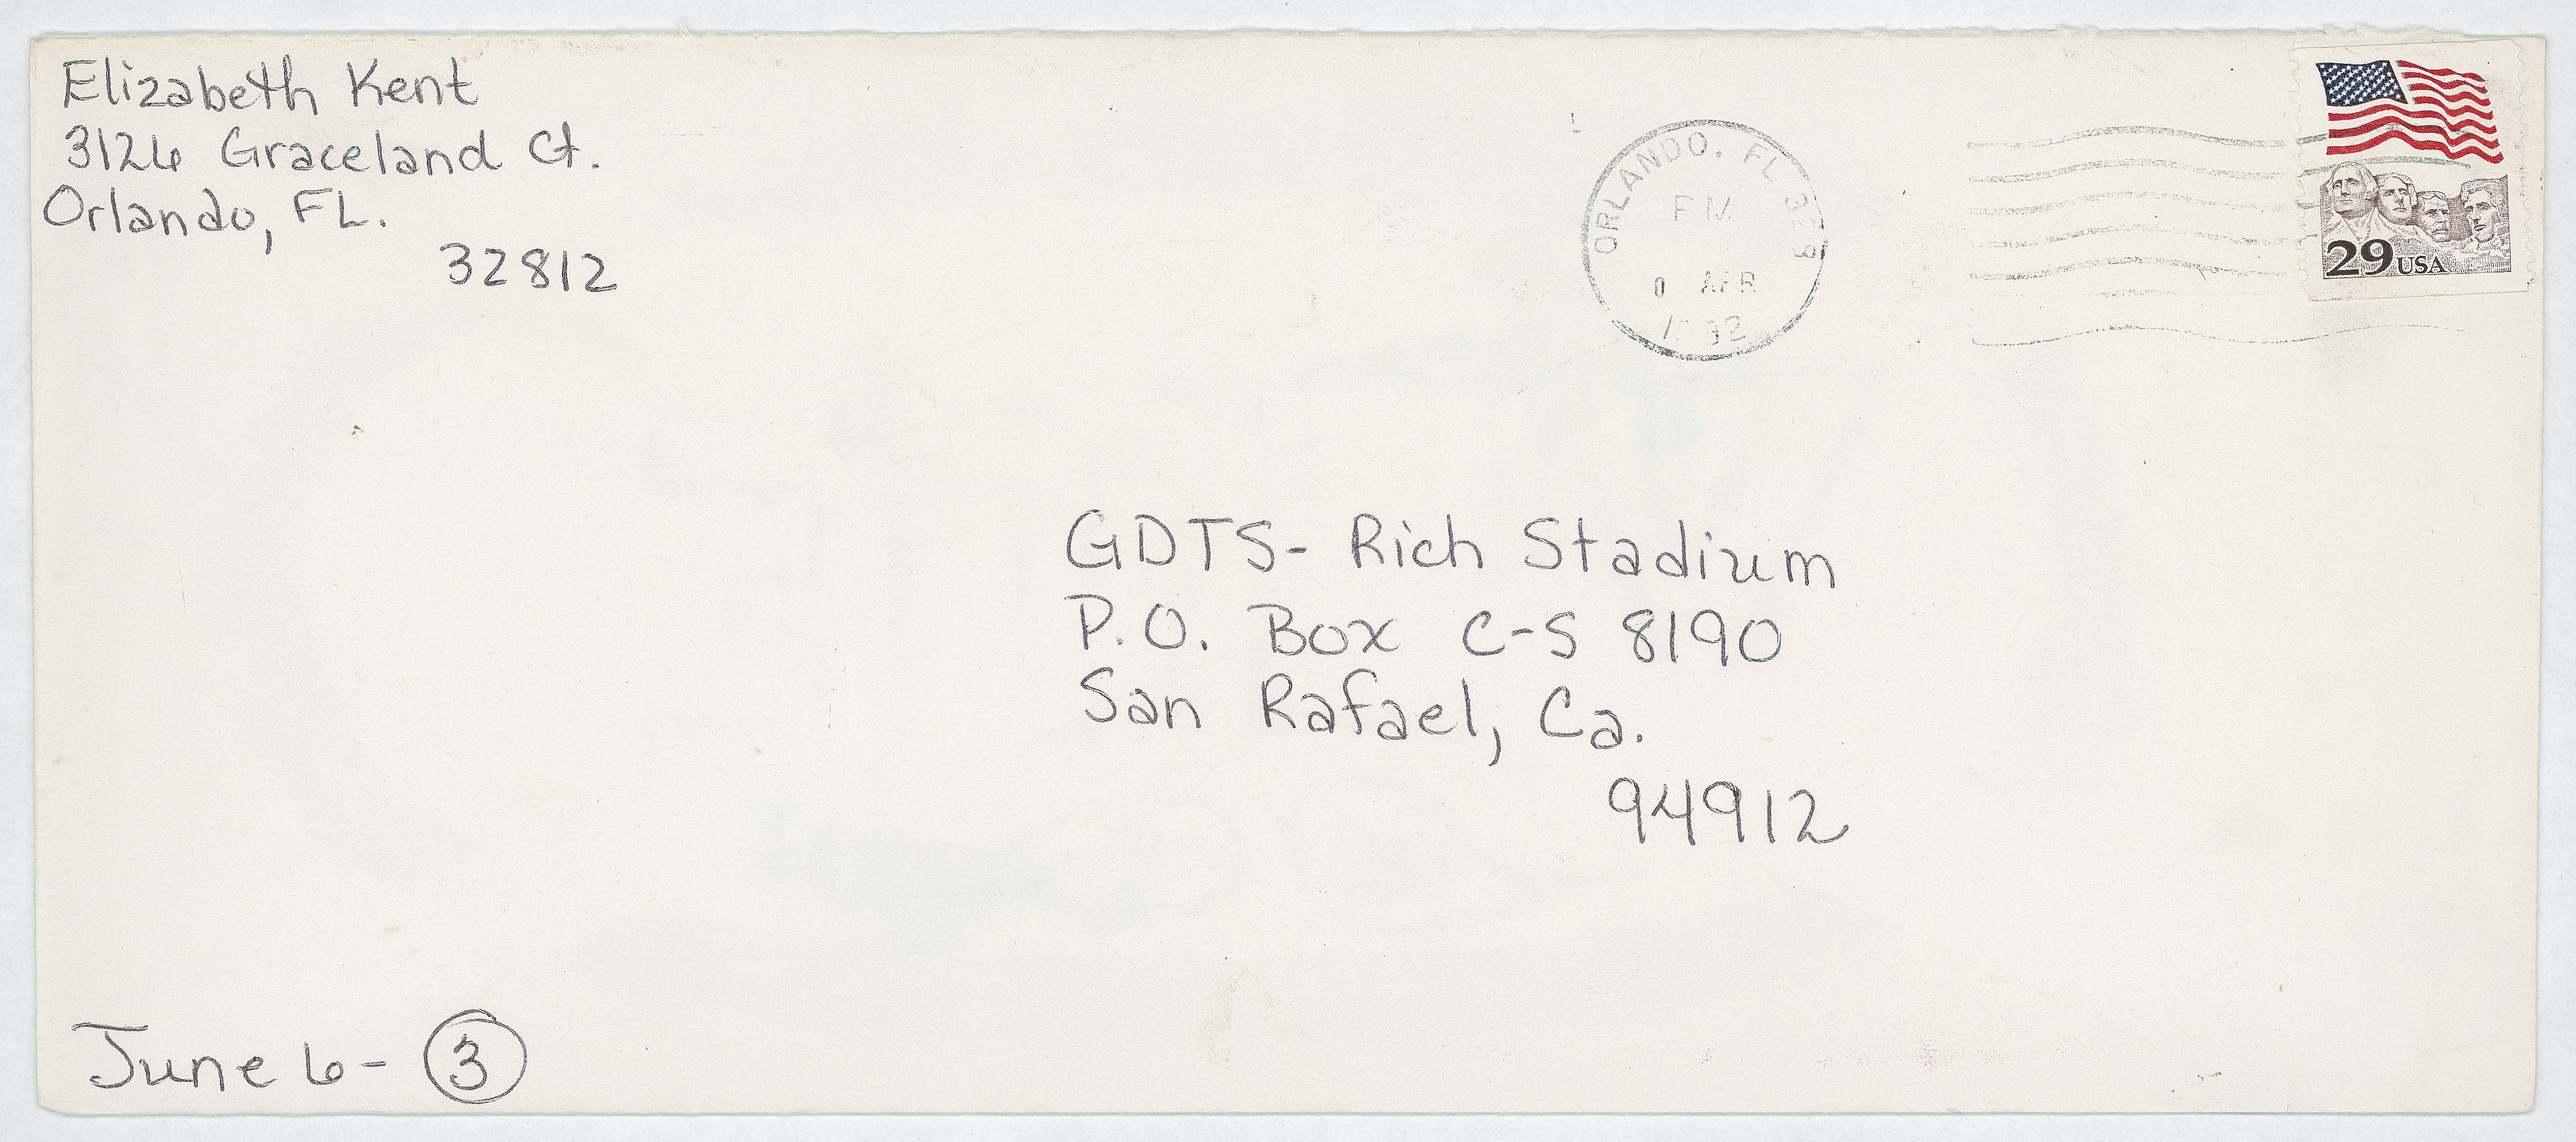 Elizabeth Kent
3126 Graceland Ct.
Orlando, FL.
32812
ORLANDO, FL 328
PM
APR
29 USA
GDTS- Rich Stadium
P.O. Box C-S 8190
San Rafael, Ca.
94912
June 6- 3